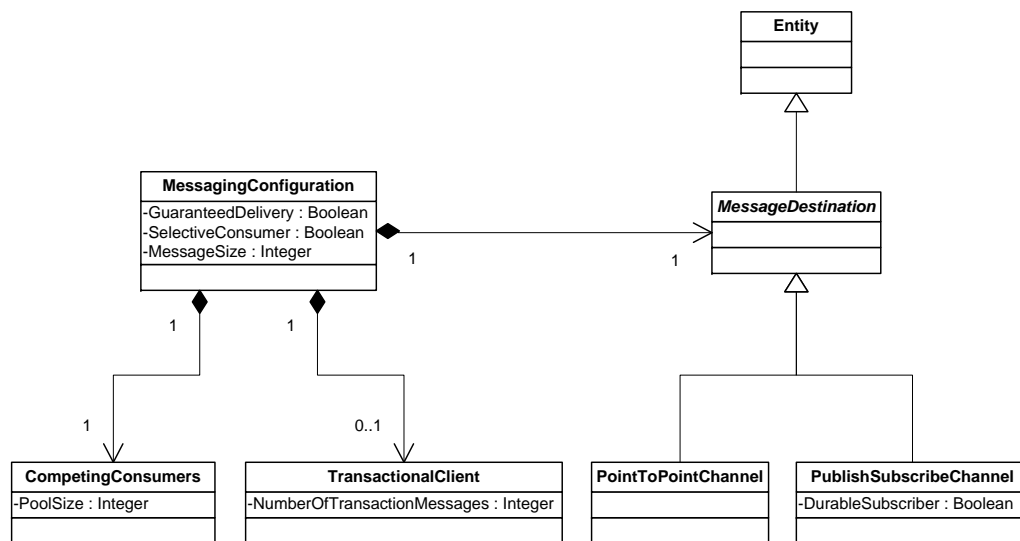 Entity
MessagingConfiguration
-GuaranteedDelivery : Boolean
-SelectiveConsumer : Boolean
-MessageSize : Integer
MessageDestination
1
1
1
1
1
0..1
CompetingConsumers
-PoolSize : Integer
TransactionalClient
-NumberOfTransactionMessages : Integer
PointToPointChannel
PublishSubscribeChannel
-DurableSubscriber : Boolean